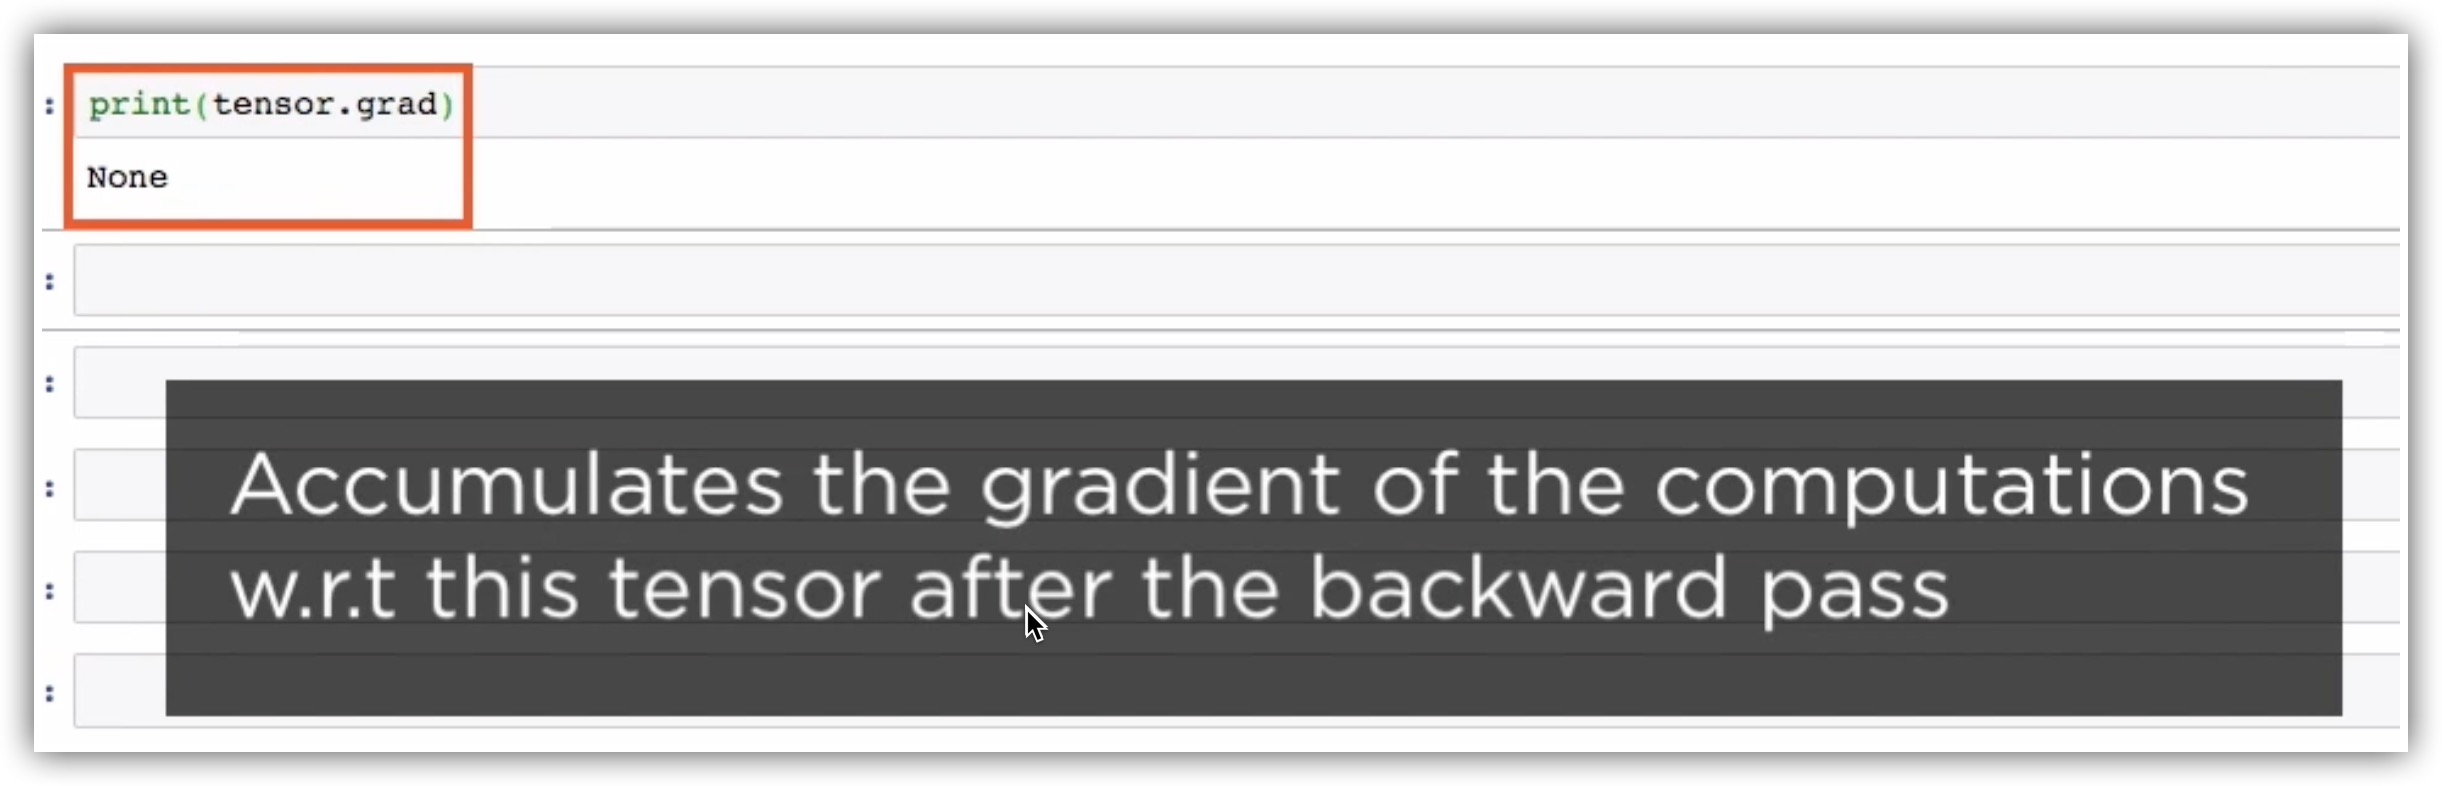 : print(tensor.grad)
None
:
:
Accumulates the gradient of the computations
:
w.r.t this tensor after the backward pass
:
: